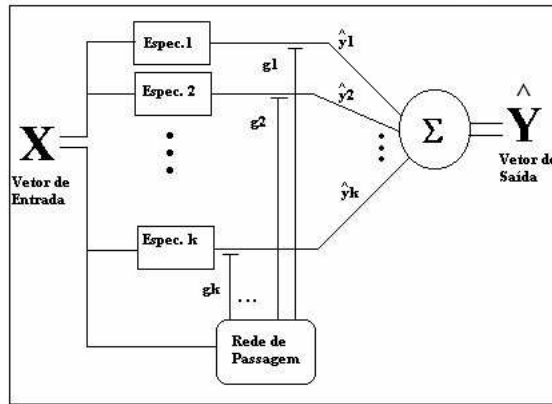 Espec. 1
ŷ1
g1
Espec. 2
ŷ2
g2
X
Vetor de
Entrada
Σ
Ŷ
Vetor de
Saída
Espec. k
ŷk
gk
...
Rede de
Passagem